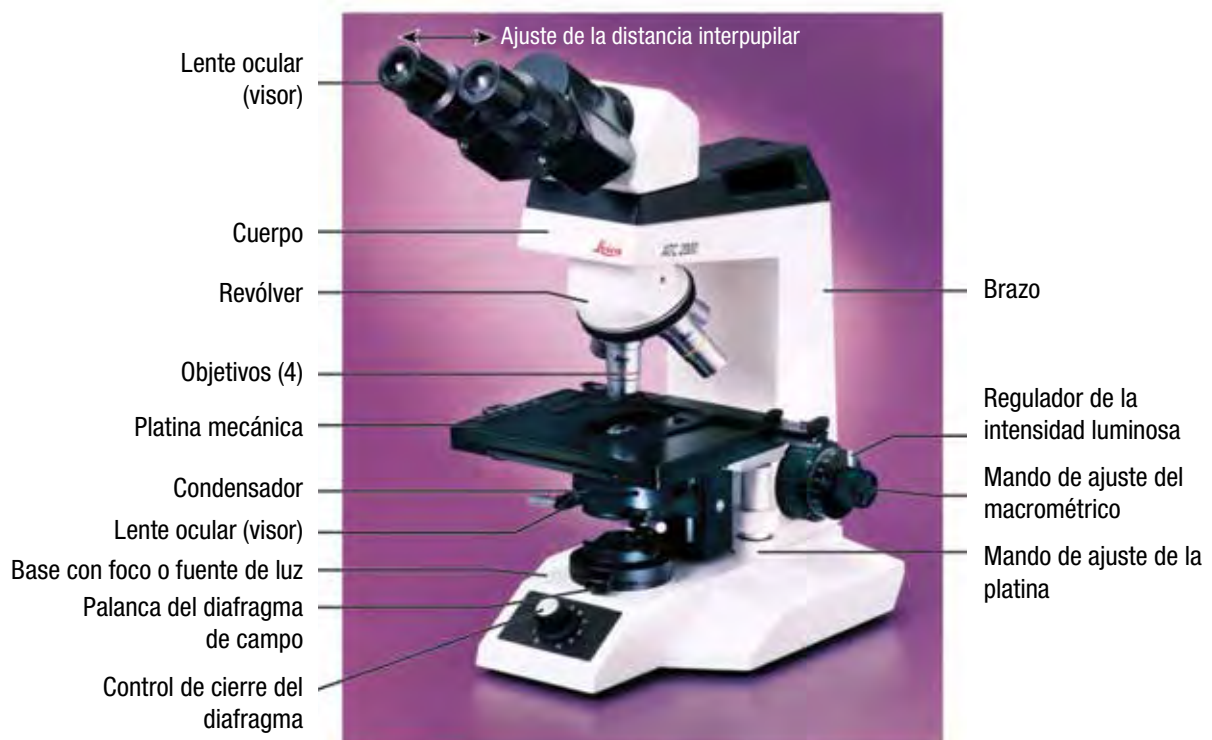 Ajuste de la distancia interpupilar
Lente ocular
(visor)
Cuerpo
Revólver
Objetivos (4)
Platina mecánica
Condensador
Lente ocular (visor)
Base con foco o fuente de luz
Palanca del diafragma
de campo
Control de cierre del
diafragma
Leica
ATC 2000
Brazo
Regulador de la
intensidad luminosa
Mando de ajuste del
macrométrico
Mando de ajuste de la
platina